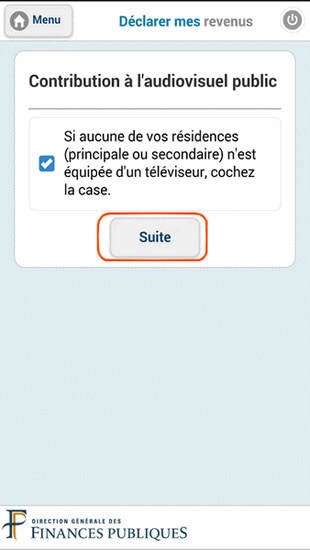 Menu
Déclarer mes revenus
Contribution à l'audiovisuel public
Si aucune de vos résidences
(principale ou secondaire) n'est
équipée d'un téléviseur, cochez
la case.
Suite
DIRECTION GÉNÉRALE DES
FINANCES PUBLIQUES